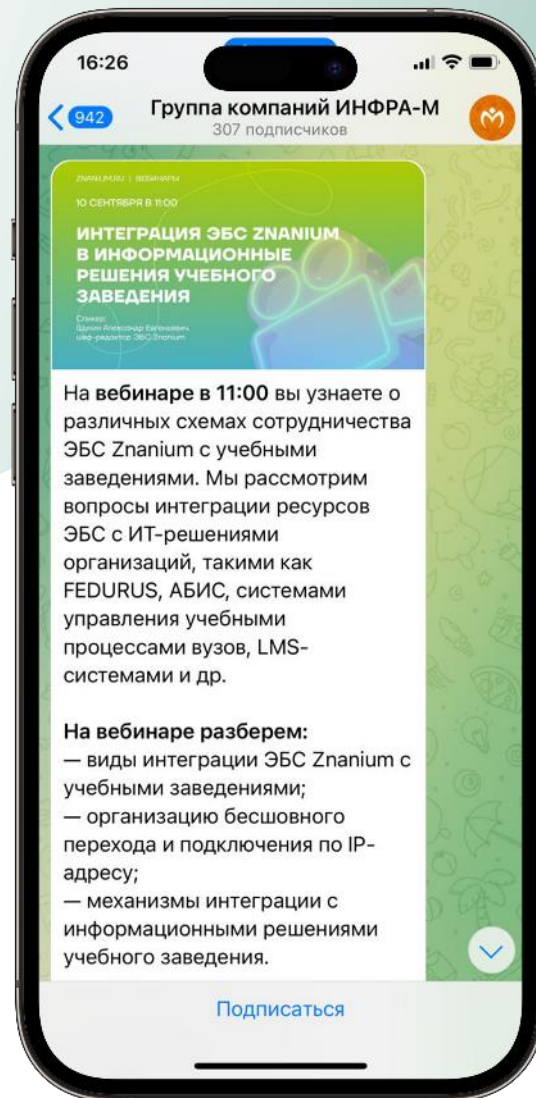 16:26
942
Группа компаний ИНФРА-М
307 подписчиков
ZNANIUM.RU | ВЕБИНАРЫ
10 СЕНТЯБРЯ В 11:00
ИНТЕГРАЦИЯ ЭБС ZNANIUM
В ИНФОРМАЦИОННЫЕ
РЕШЕНИЯ УЧЕБНОГО
ЗАВЕДЕНИЯ
Спикер:
Щукин Александр Евгеньевич,
шеф-редактор ЭБС Znanium
На вебинаре в 11:00 вы узнаете о
различных схемах сотрудничества
ЭБС Znanium с учебными
заведениями. Мы рассмотрим
вопросы интеграции ресурсов
ЭБС с ИТ-решениями
организаций, такими как
FEDURUS, АБИС, системами
управления учебными
процессами вузов, LMS-
системами и др.
На вебинаре разберем:
— виды интеграции ЭБС Znanium с
учебными заведениями;
— организацию бесшовного
перехода и подключения по IP-
адресу;
— механизмы интеграции с
информационными решениями
учебного заведения.
Подписаться